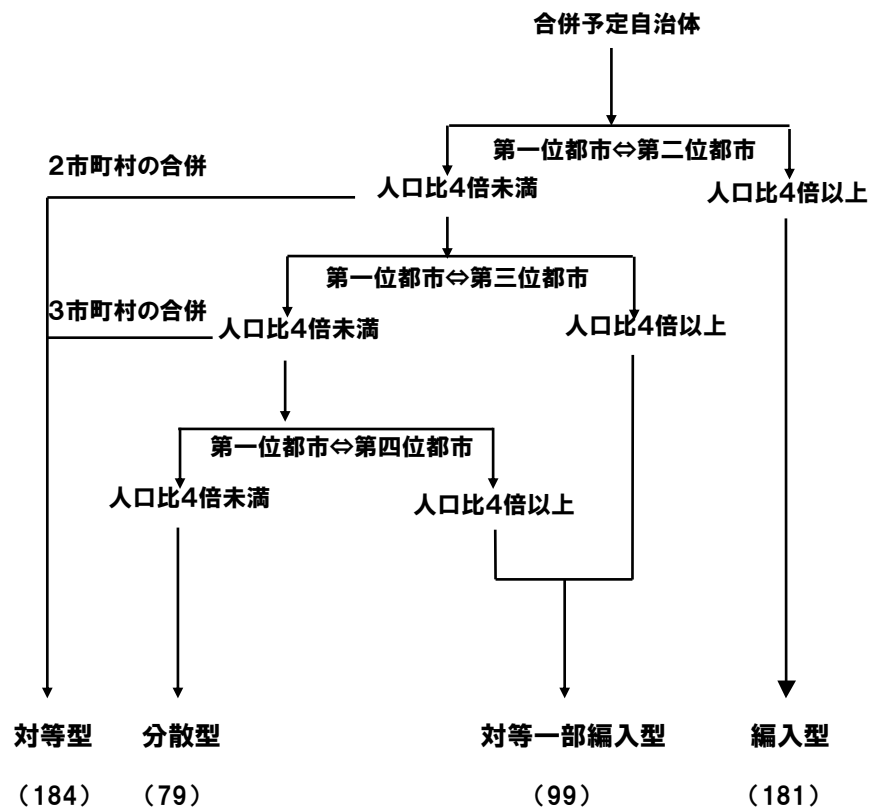 合併予定自治体
第一位都市⇔第二位都市
2市町村の合併
人口比4倍未満
人口比4倍以上
第一位都市⇔第三位都市
3市町村の合併
人口比4倍未満
人口比4倍以上
第一位都市⇔第四位都市
人口比4倍未満
人口比4倍以上
対等型
分散型
対等一部編入型
編入型
（184）
（79）
（99）
（181）